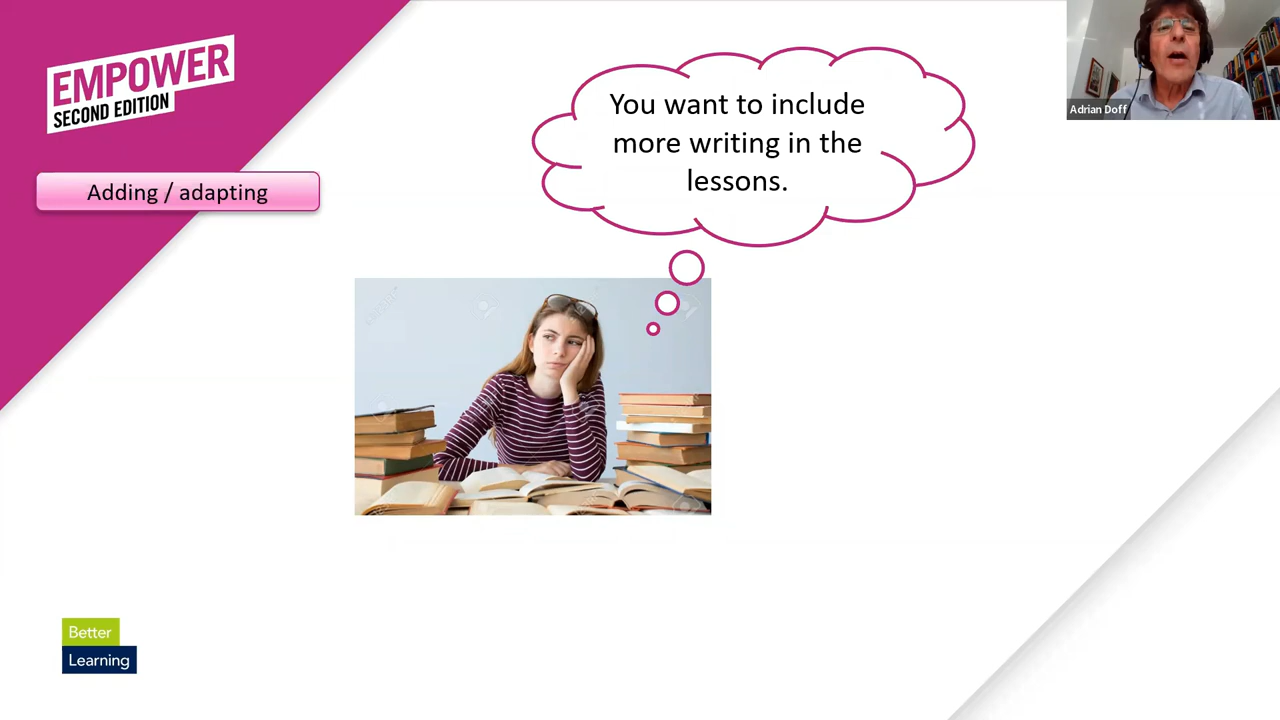 EMPOWER
SECOND EDITION
Adding / adapting
You want to include
more writing in the
lessons.
Adrian Doff
Better
Learning